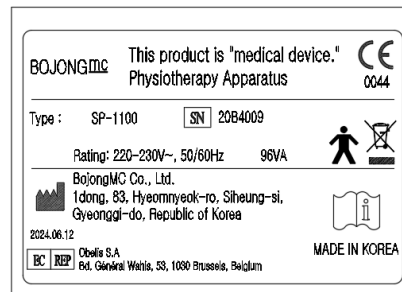 BOJONGmc
This product is "medical device."
Physiotherapy Apparatus
CE
0044
Type : SP-1100
SN 20B4009
Rating: 220-230V~, 50/60Hz 96VA
BojongMC Co., Ltd.
1dong, 83, Hyeomnyeok-ro, Siheung-si,
Gyeonggi-do, Republic of Korea
2024.06.12
i
MADE IN KOREA
EC REP
Obelis S.A
Bd. Général Wahis, 53, 1030 Brussels, Belgium